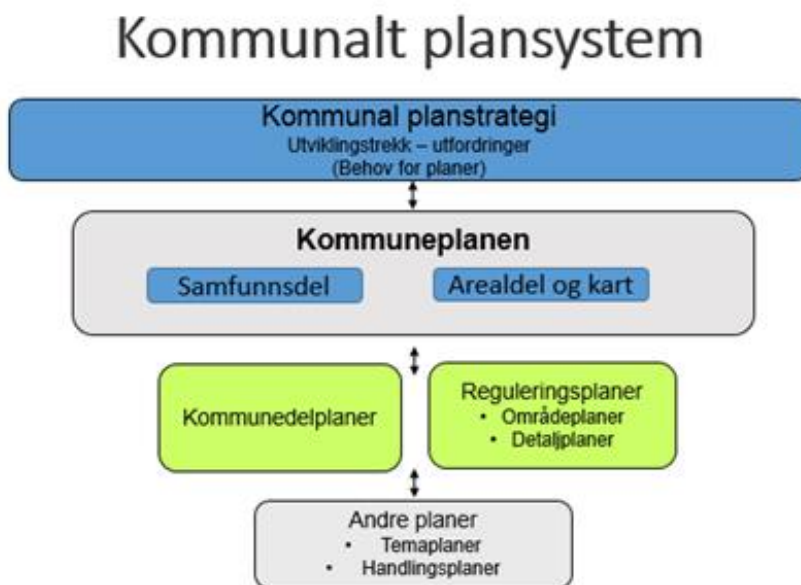 Kommunalt plansystem
Kommunal planstrategi
Utviklingstrekk – utfordringer
(Behov for planer)
Kommuneplanen
Samfunnsdel
Arealdel og kart
Kommunedelplaner
Reguleringsplaner
• Områdeplaner
• Detaljplaner
Andre planer
• Temaplaner
• Handlingsplaner